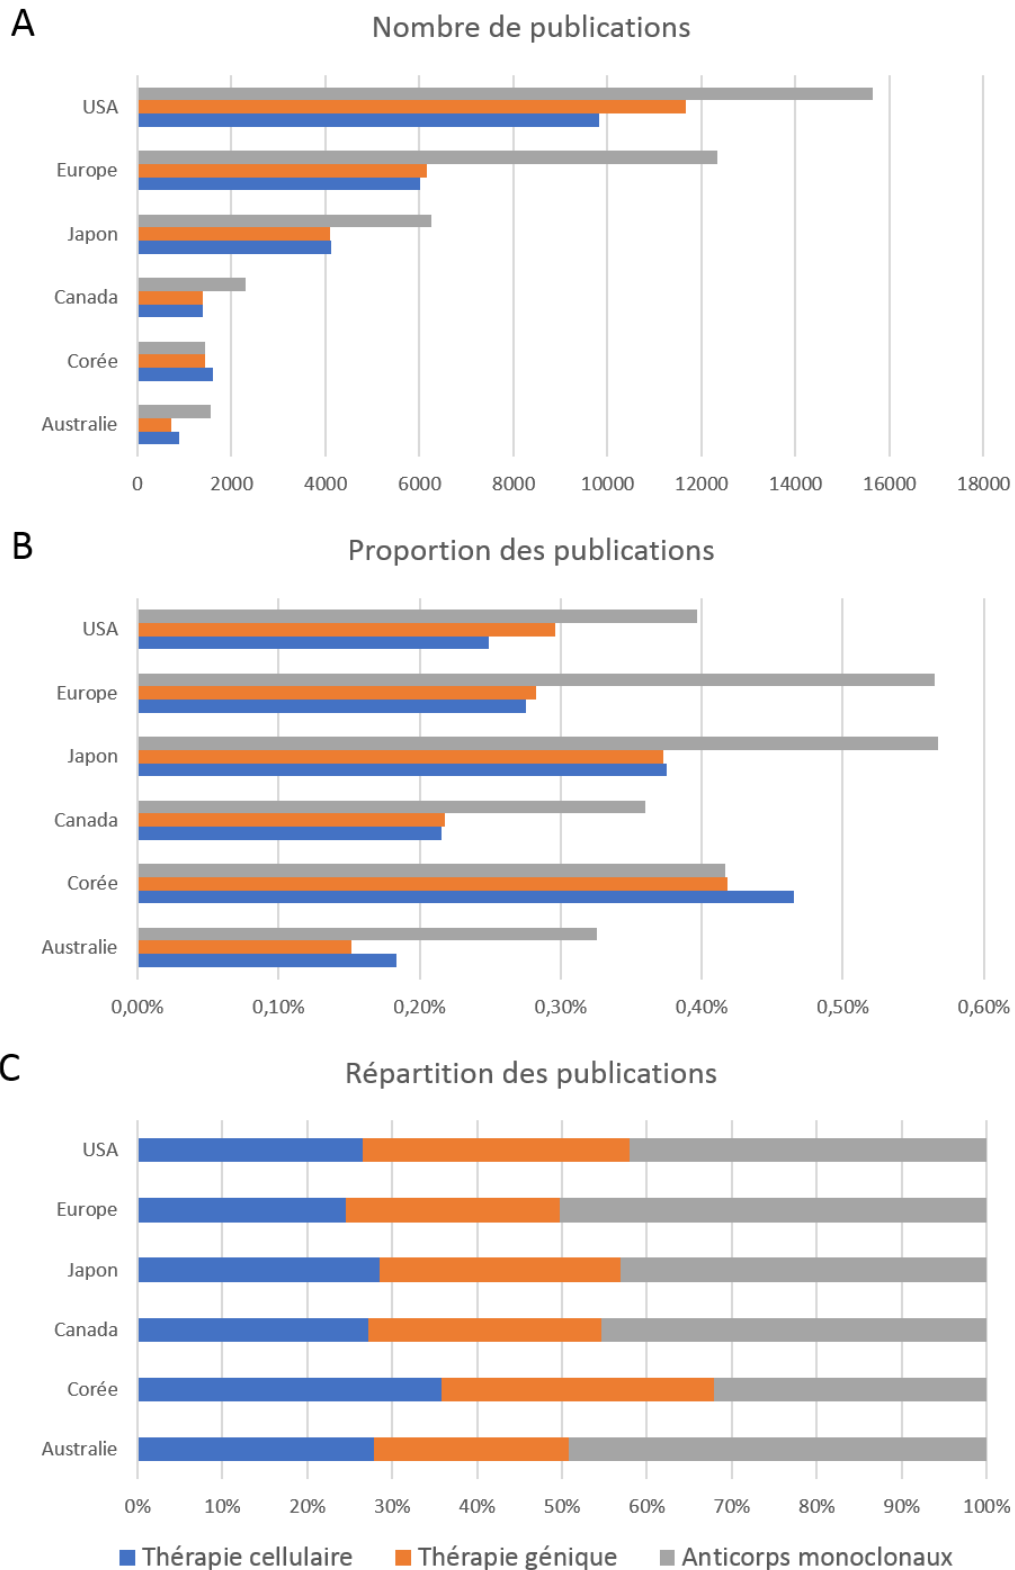 A
Nombre de publications
USA
Europe
Japon
Canada
Corée
Australie
0 2000 4000 6000 8000 10000 12000 14000 16000 18000
B
Proportion des publications
USA
Europe
Japon
Canada
Corée
Australie
0,00% 0,10% 0,20% 0,30% 0,40% 0,50% 0,60%
C
Répartition des publications
USA
Europe
Japon
Canada
Corée
Australie
0% 10% 20% 30% 40% 50% 60% 70% 80% 90% 100%
Thérapie cellulaire Thérapie génique Anticorps monoclonaux